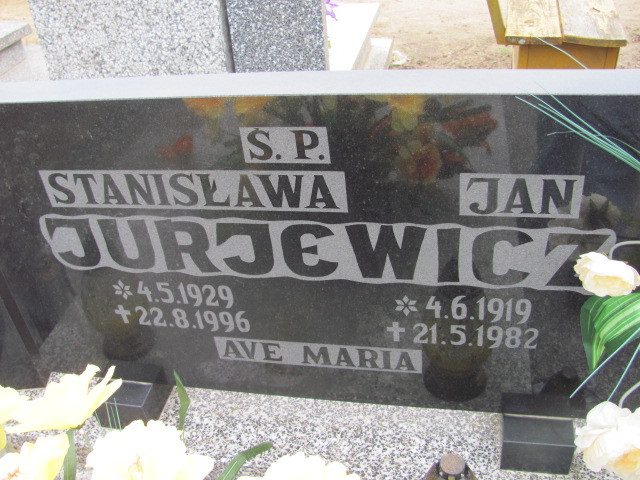 Ś.P.
STANISŁAWA JAN
JURJEWICZ
* 4.5.1929 * 4.6.1919
✝ 22.8.1996 ✝ 21.5.1982
AVE MARIA